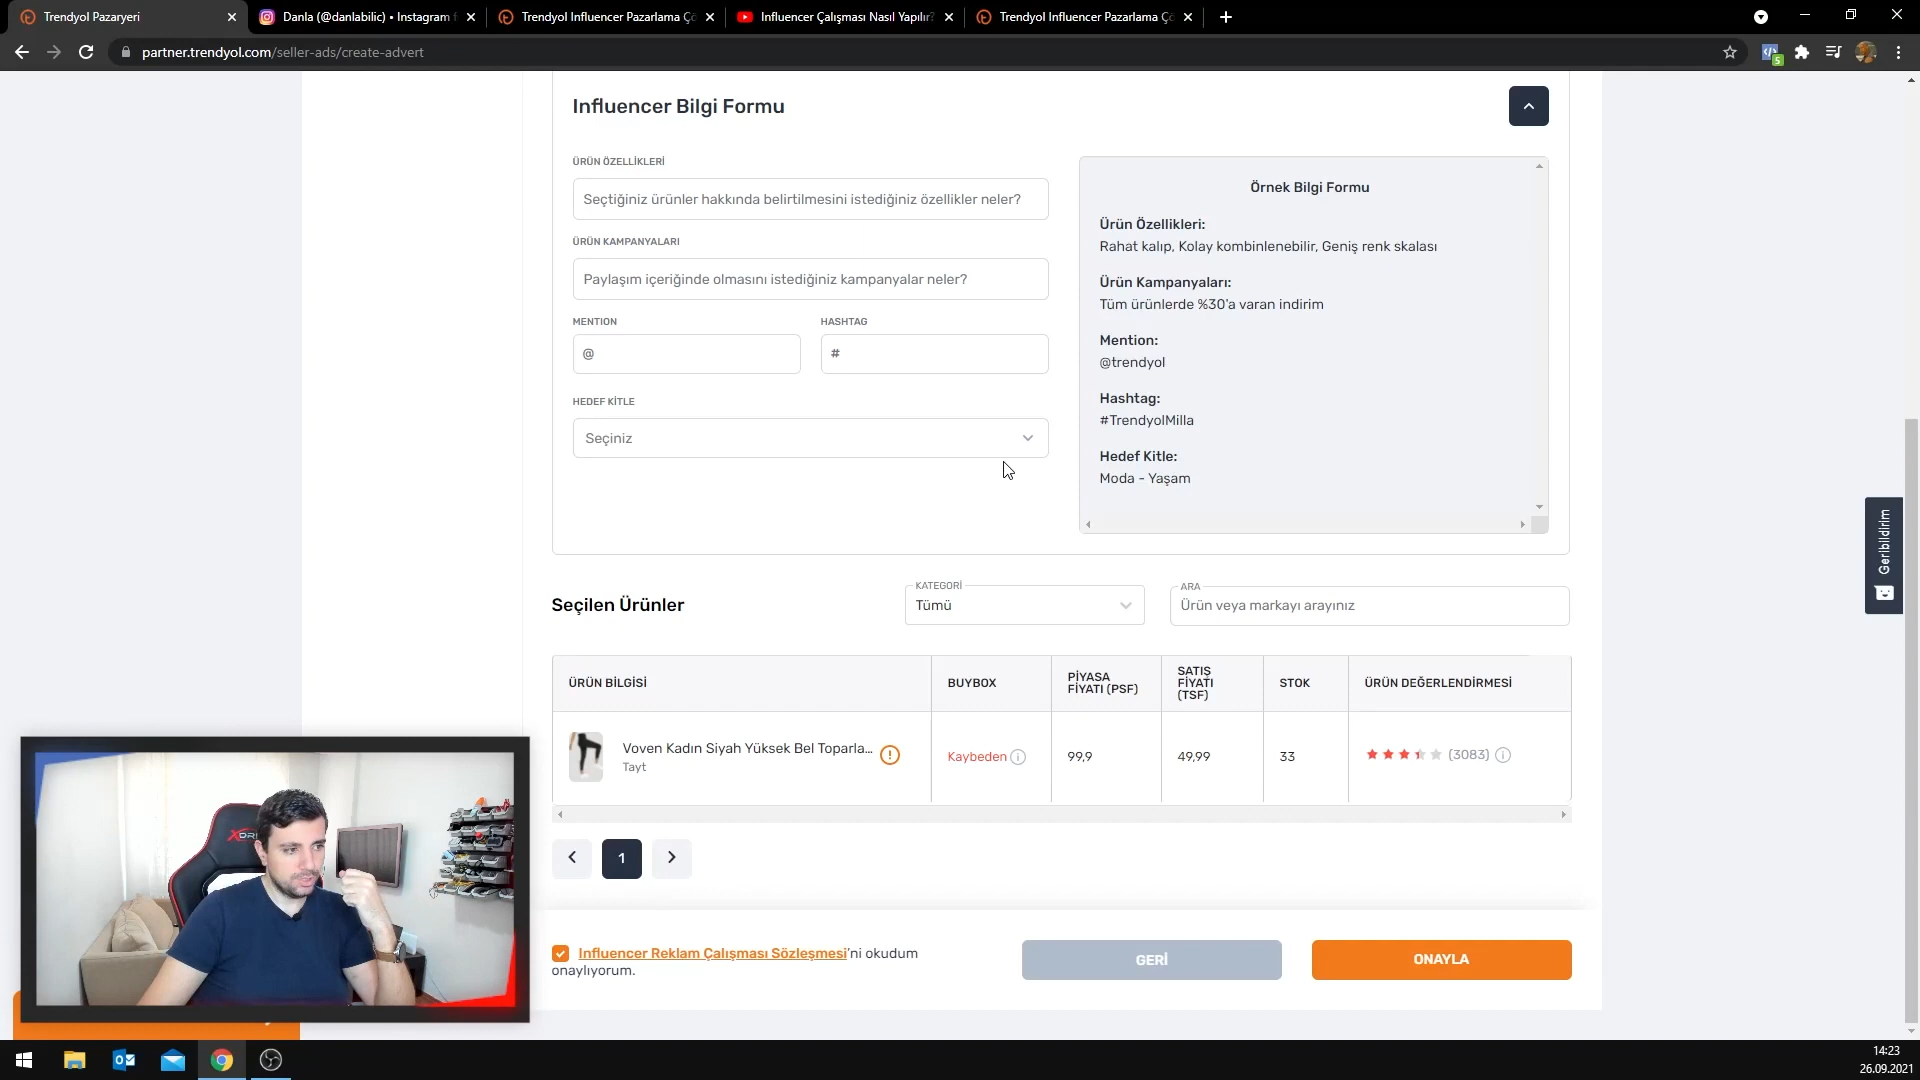 Trendyol Pazaryeri
Danla (@danlabilic) • Instagram f
Trendyol Influencer Pazarlama Ço
Influencer Çalışması Nasıl Yapılır?
Trendyol Influencer Pazarlama Ço
partner.trendyol.com/seller-ads/create-advert
5
Influencer Bilgi Formu
ÜRÜN ÖZELLİKLERİ
Seçtiğiniz ürünler hakkında belirtilmesini istediğiniz özellikler neler?
ÜRÜN KAMPANYALARI
Paylaşım içeriğinde olmasını istediğiniz kampanyalar neler?
MENTION
HASHTAG
@
#
HEDEF KİTLE
Seçiniz
Örnek Bilgi Formu
Ürün Özellikleri:
Rahat kalıp, Kolay kombinlenebilir, Geniş renk skalası
Ürün Kampanyaları:
Tüm ürünlerde %30'a varan indirim
Mention:
@trendyol
Hashtag:
#TrendyolMilla
Hedef Kitle:
Moda - Yaşam
Geribildirim
Seçilen Ürünler
KATEGORİ
Tümü
ARA
Ürün veya markayı arayınız
ÜRÜN BİLGİSİ
BUYBOX
PİYASA
FİYATI (PSF)
SATIŞ
FİYATI
(TSF)
STOK
ÜRÜN DEĞERLENDİRMESİ
Voven Kadın Siyah Yüksek Bel Toparla...
Tayt
Kaybeden
99,9
49,99
33
(3083)
1
Influencer Reklam Çalışması Sözleşmesi'ni okudum
onaylıyorum.
GERİ
ONAYLA
14:23
26.09.2021